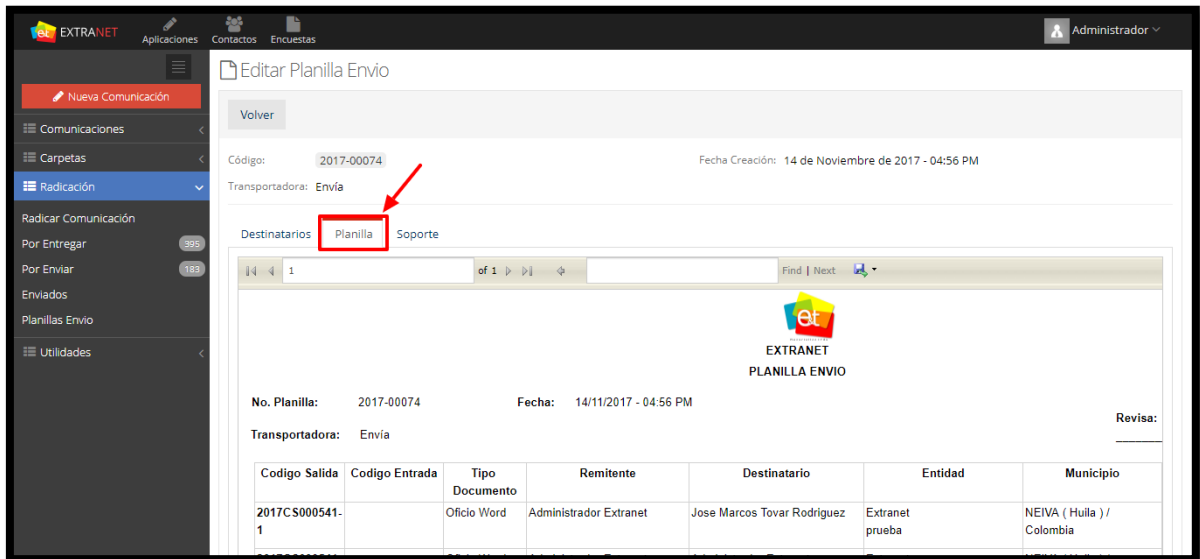 et EXTRANET
Aplicaciones Contactos Encuestas
Administrador
Editar Planilla Envio
Nueva Comunicación
Volver
Comunicaciones
Carpetas
Código: 2017-00074 Fecha Creación: 14 de Noviembre de 2017 - 04:56 PM
Radicación
Transportadora: Envía
Radicar Comunicación
Por Entregar 395
Por Enviar 183
Enviados
Planillas Envio
Utilidades
Destinatarios Planilla Soporte
1 of 1 Find | Next
et
EXTRANET
PLANILLA ENVIO
No. Planilla: 2017-00074 Fecha: 14/11/2017 - 04:56 PM
Revisa:
Transportadora: Envía
Codigo Salida Codigo Entrada Tipo Documento Remitente Destinatario Entidad Municipio
2017CS000541-1 Oficio Word Administrador Extranet Jose Marcos Tovar Rodriguez Extranet prueba NEIVA ( Huila ) / Colombia